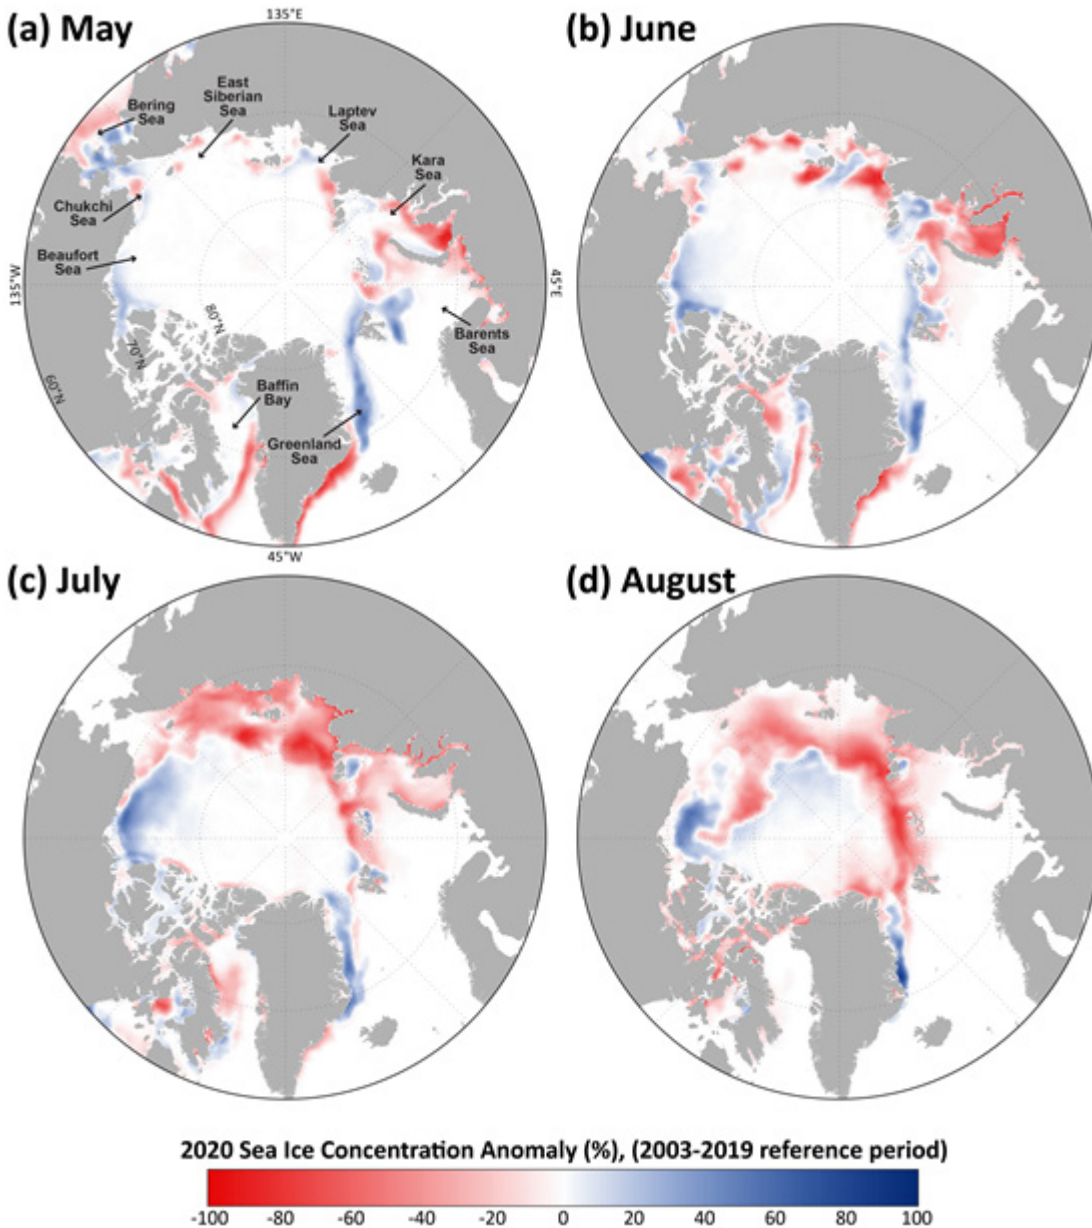 (a) May
135°E
(b) June
Bering
Sea
East
Siberian
Sea
Laptev
Sea
Kara
Sea
Chukchi
Sea
Beaufort
Sea
135°W
45°E
80°N
70°N
60°N
Barents
Sea
Baffin
Bay
Greenland
Sea
45°W
(c) July
(d) August
2020 Sea Ice Concentration Anomaly (%), (2003-2019 reference period)
-100 -80 -60 -40 -20 0 20 40 60 80 100